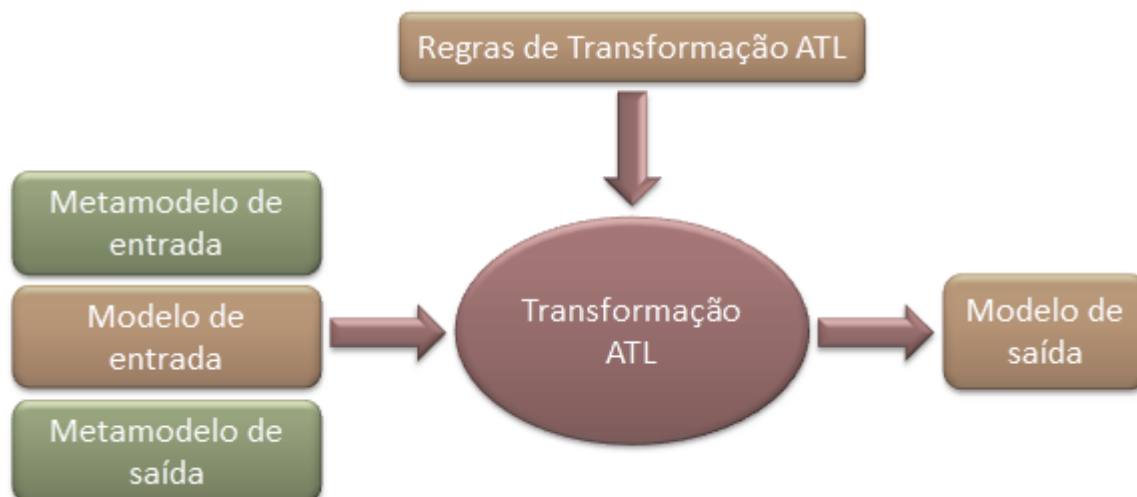 Regras de Transformação ATL
Metamodelo de
entrada
Modelo de
entrada
Metamodelo de
saída
Transformação
ATL
Modelo de
saída